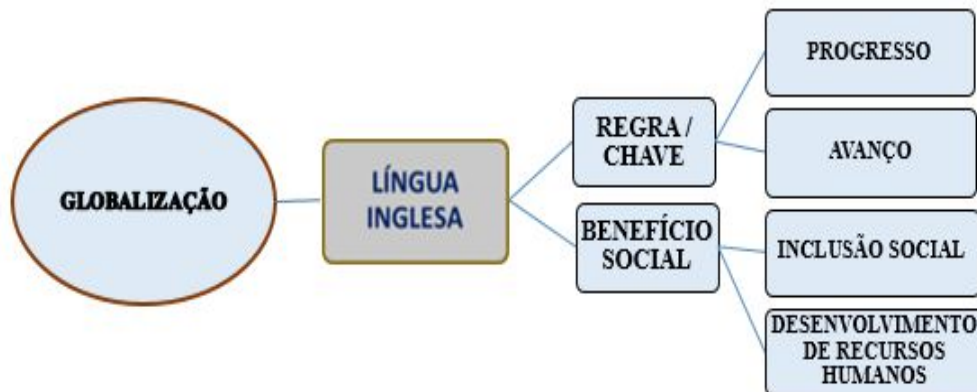 GLOBALIZAÇÃO
LÍNGUA
INGLESA
REGRA /
CHAVE
BENEFÍCIO
SOCIAL
PROGRESSO
AVANÇO
INCLUSÃO SOCIAL
DESENVOLVIMENTO
DE RECURSOS
HUMANOS